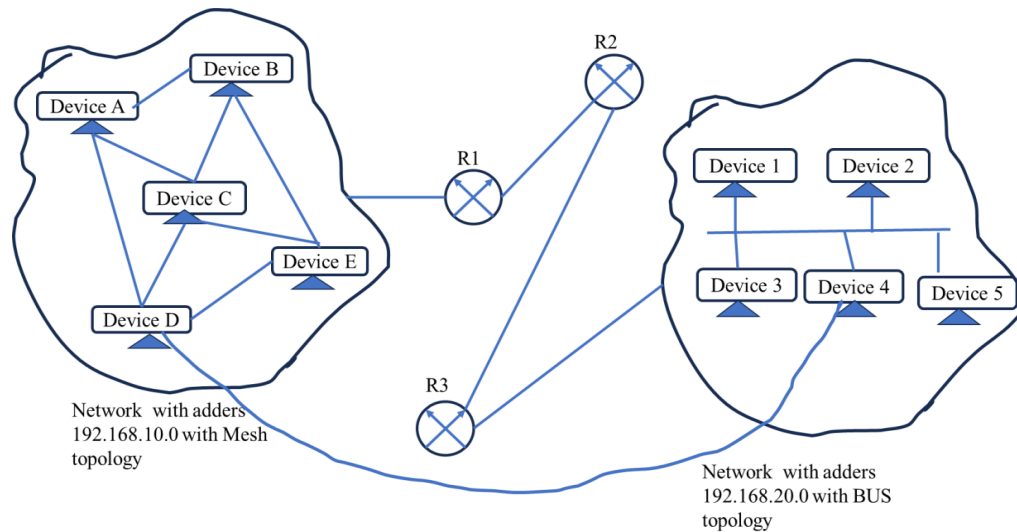 R2
Device B
Device A
R1
Device 1
Device 2
Device C
Device E
Device 3
Device 4
Device 5
Device D
R3
Network with adders
192.168.10.0 with Mesh
topology
Network with adders
192.168.20.0 with BUS
topology